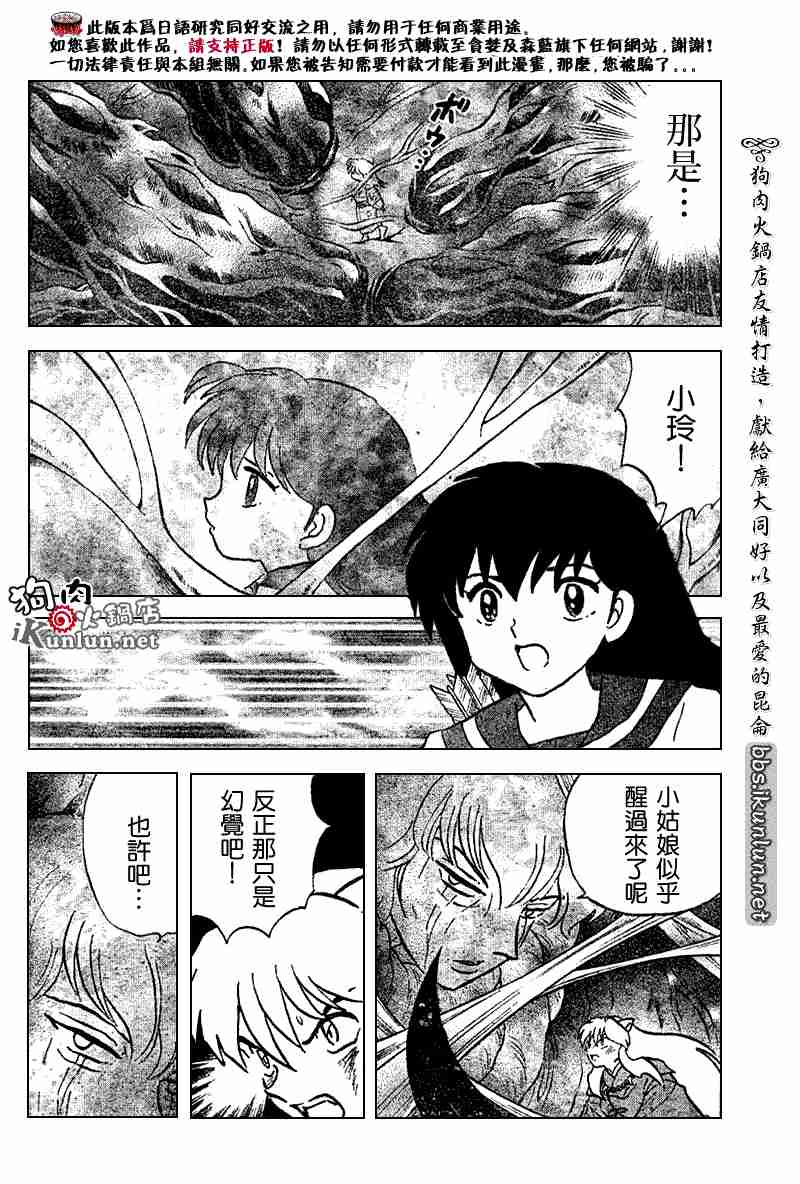 此版本爲日語研究同好交流之用，請勿用于任何商業用途。
如您喜歡此作品，請支持正版！請勿以任何形式轉載至貪婪及森藍旗下任何網站，謝謝！
一切法律責任與本組無關。如果您被告知需要付款才能看到此漫畫，那麼，您被騙了...
那是…
ボウ
小玲！
狗肉火鍋店
iKunlun.net
小姑娘似乎
醒過來了呢
反正那只是
幻覺吧！
也許吧…
狗肉火鍋店友情打造，獻給廣大同好以及最愛的昆侖
bbs.ikunlun.net